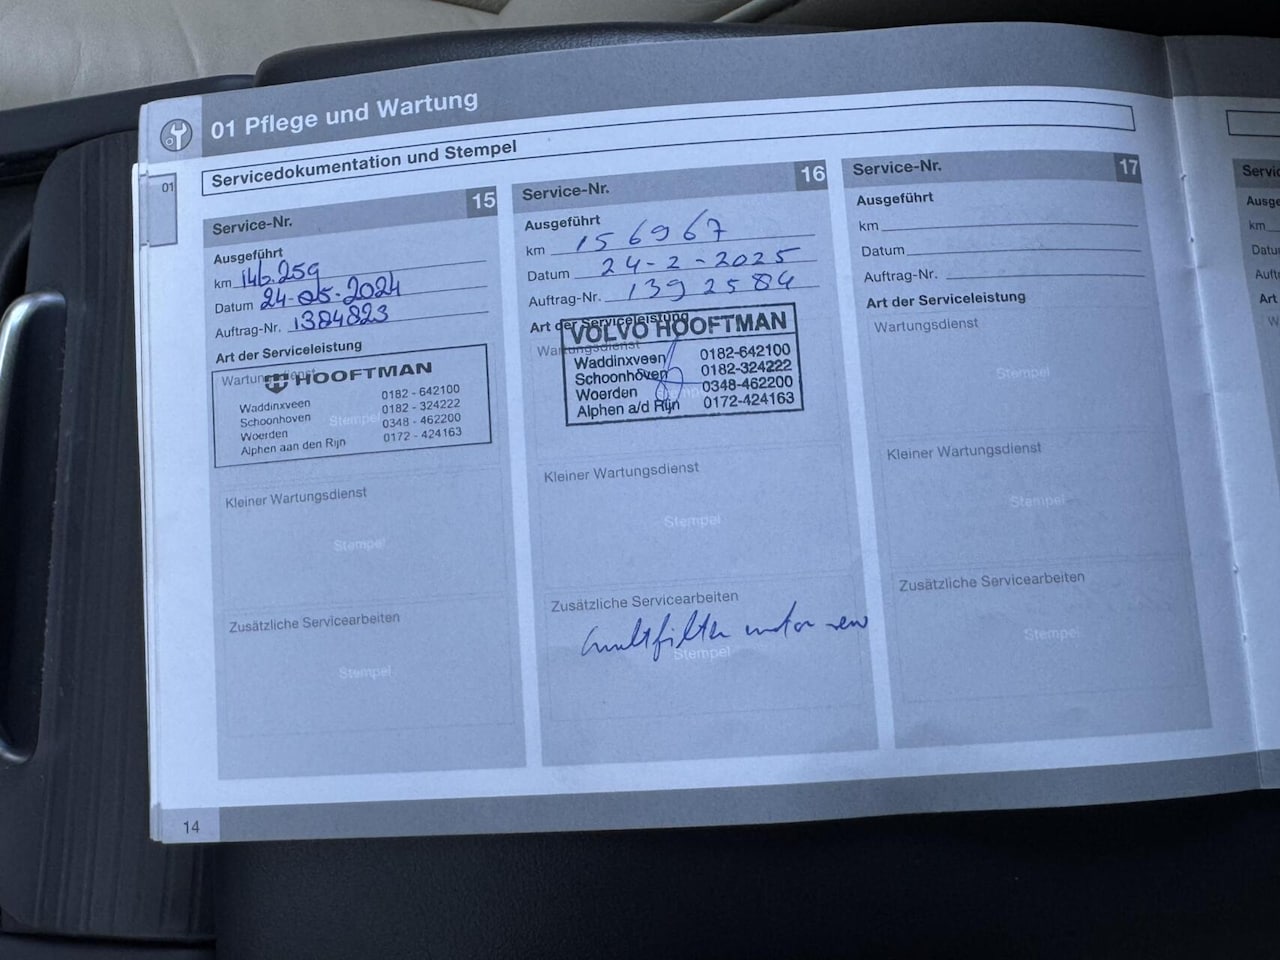 01 Pflege und Wartung
01
Servicedokumentation und Stempel
Service-Nr. 15
Ausgeführt
km 146.259
Datum 24-05-2024
Auftrag-Nr. 1384823
Art der Serviceleistung
Wartungsdienst
HOOFTMAN
Waddinxveen 0182 - 642100
Schoonhoven 0182 - 324222
Woerden 0348 - 462200
Alphen aan den Rijn 0172 - 424163
Stempel
Kleiner Wartungsdienst
Stempel
Zusätzliche Servicearbeiten
Stempel
Service-Nr. 16
Ausgeführt
km 156967
Datum 24-2-2025
Auftrag-Nr. 1392584
Art der Serviceleistung
Wartungsdienst
VOLVO HOOFTMAN
Waddinxveen 0182-642100
Schoonhoven 0182-324222
Woerden 0348-462200
Alphen a/d Rijn 0172-424163
Kleiner Wartungsdienst
Stempel
Zusätzliche Servicearbeiten
Stempel
Service-Nr. 17
Ausgeführt
km
Datum
Auftrag-Nr.
Art der Serviceleistung
Wartungsdienst
Stempel
Kleiner Wartungsdienst
Stempel
Zusätzliche Servicearbeiten
Stempel
km
Art
14